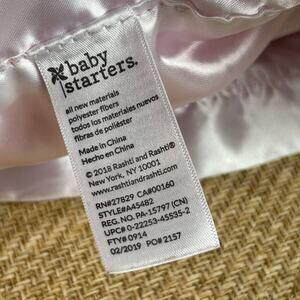 baby
starters.
all new materials
polyester fibers
todos los materiales nuevos
fibras de poliéster
Made in China
Hecho en China
© 2018 Rashti and Rashti®
New York, NY 10001
www.rashtiandrashti.com
RN#27829 CA#00160
STYLE#A45482
REG. NO. PA-15797 (CN)
UPC# 0-22253-45535-2
FTY# 0914
02/2019 PO# 2157